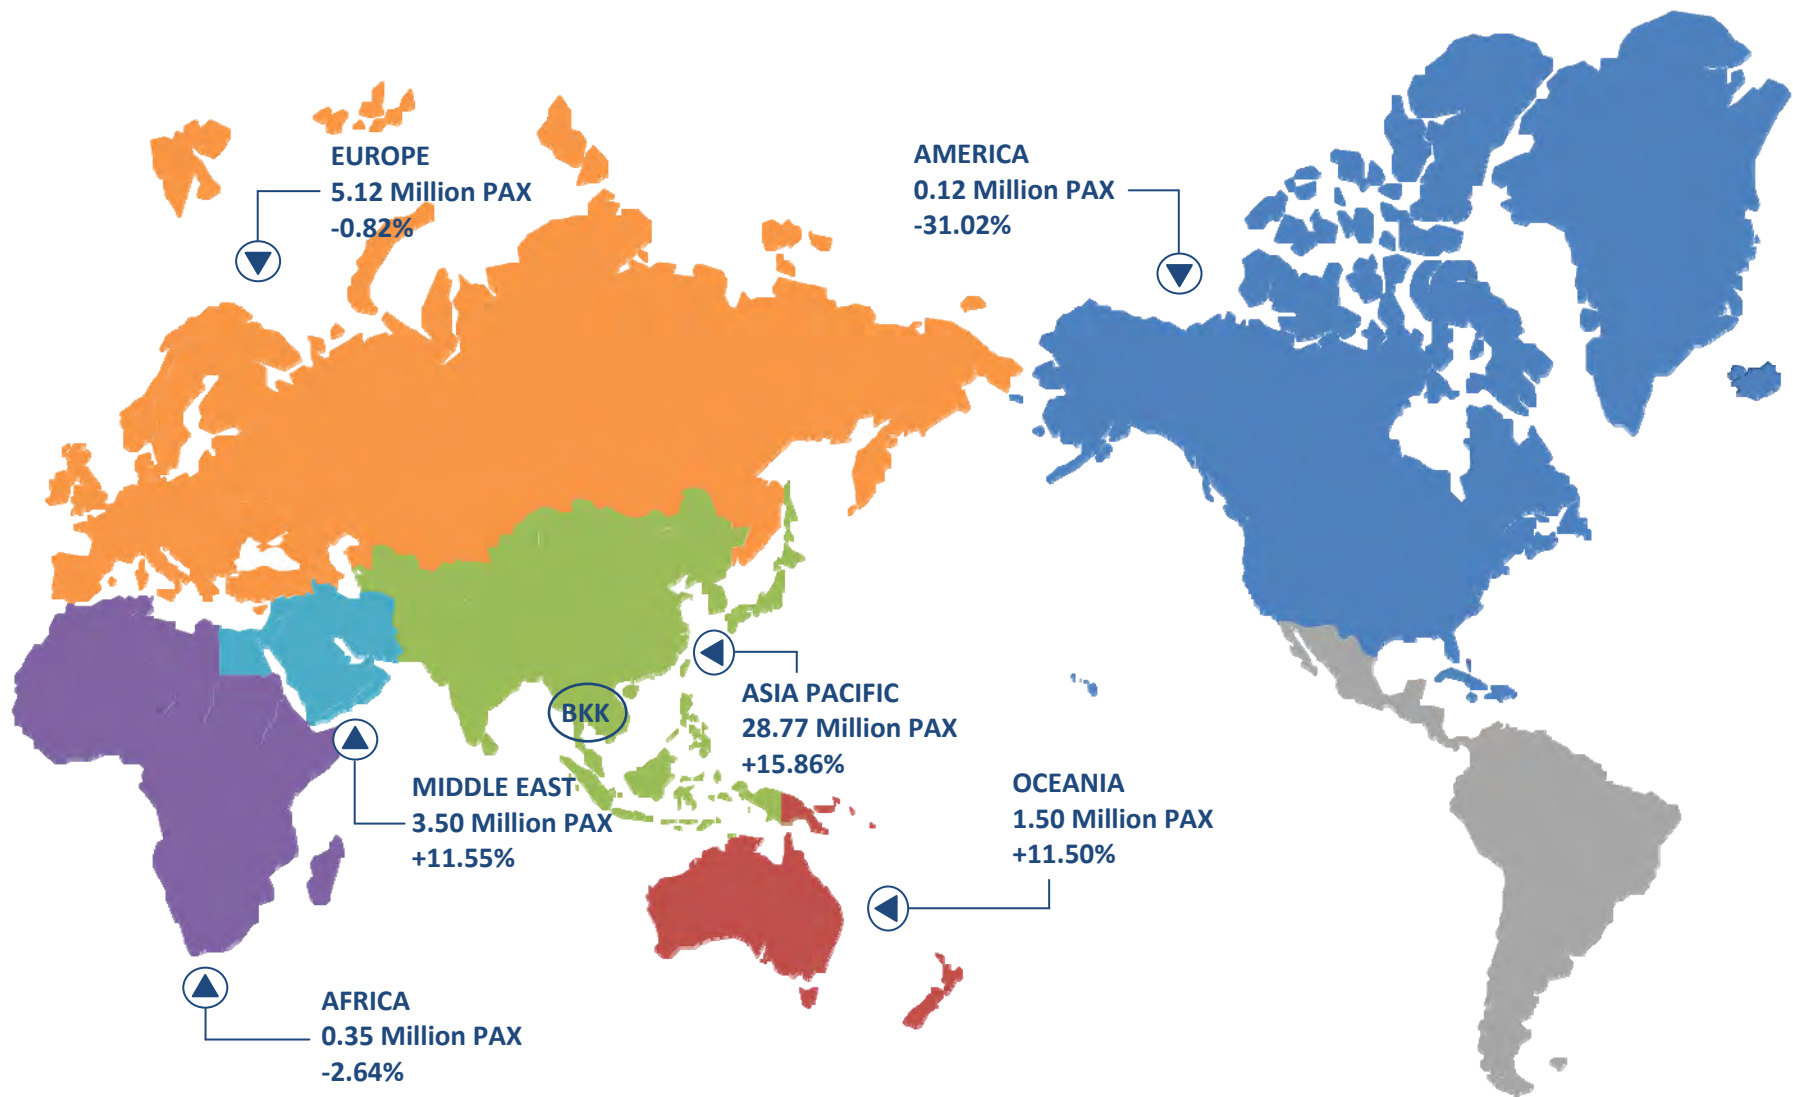 EUROPE
5.12 Million PAX
-0.82%
AMERICA
0.12 Million PAX
-31.02%
BKK
ASIA PACIFIC
28.77 Million PAX
+15.86%
MIDDLE EAST
3.50 Million PAX
+11.55%
OCEANIA
1.50 Million PAX
+11.50%
AFRICA
0.35 Million PAX
-2.64%